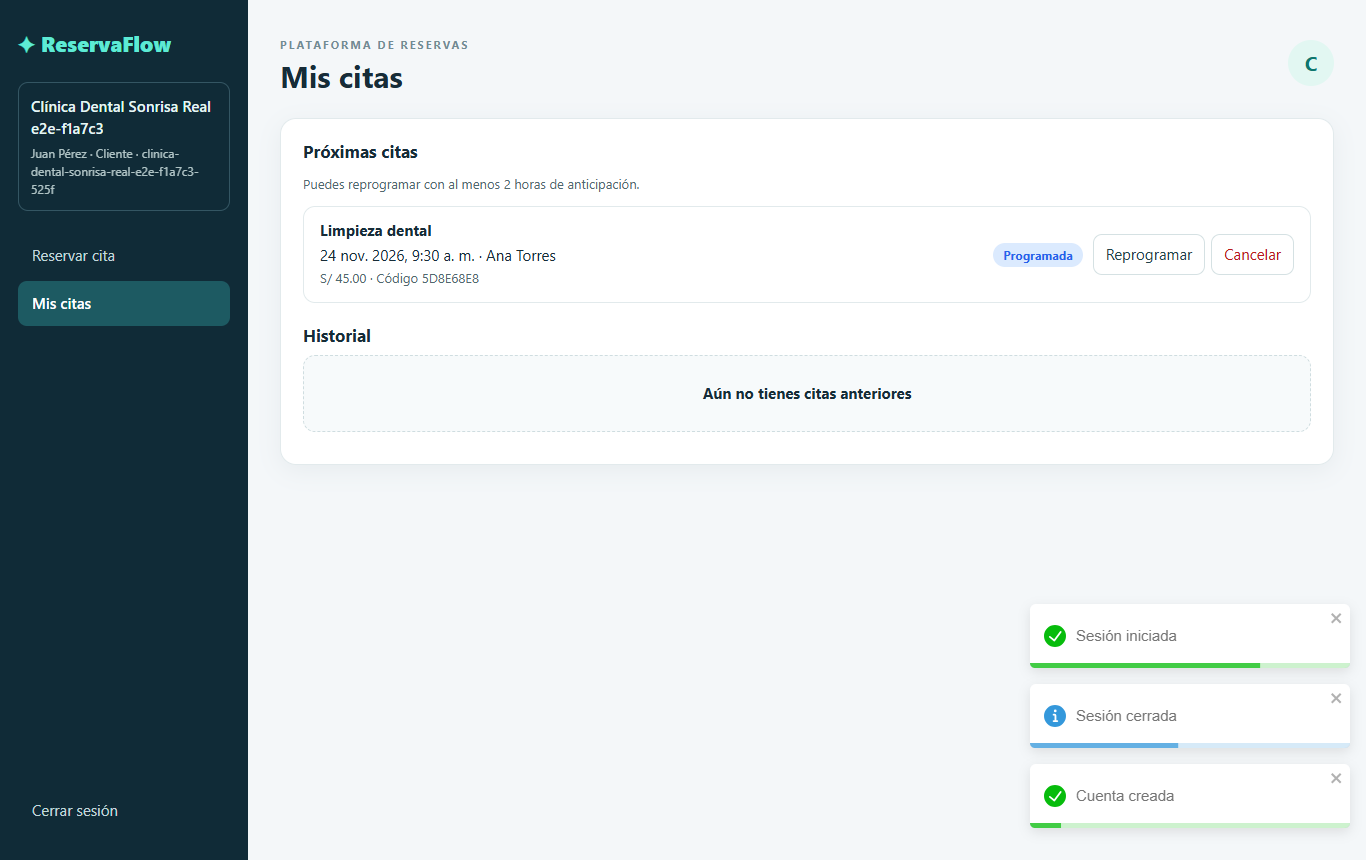 ✦ ReservaFlow
Clínica Dental Sonrisa Real
e2e-f1a7c3
Juan Pérez · Cliente · clinica-
dental-sonrisa-real-e2e-f1a7c3-
525f
Reservar cita
Mis citas
Cerrar sesión
PLATAFORMA DE RESERVAS
Mis citas
C
Próximas citas
Puedes reprogramar con al menos 2 horas de anticipación.
Limpieza dental
24 nov. 2026, 9:30 a. m. · Ana Torres
S/ 45.00 · Código 5D8E68E8
Programada
Reprogramar
Cancelar
Historial
Aún no tienes citas anteriores
Sesión iniciada
Sesión cerrada
Cuenta creada